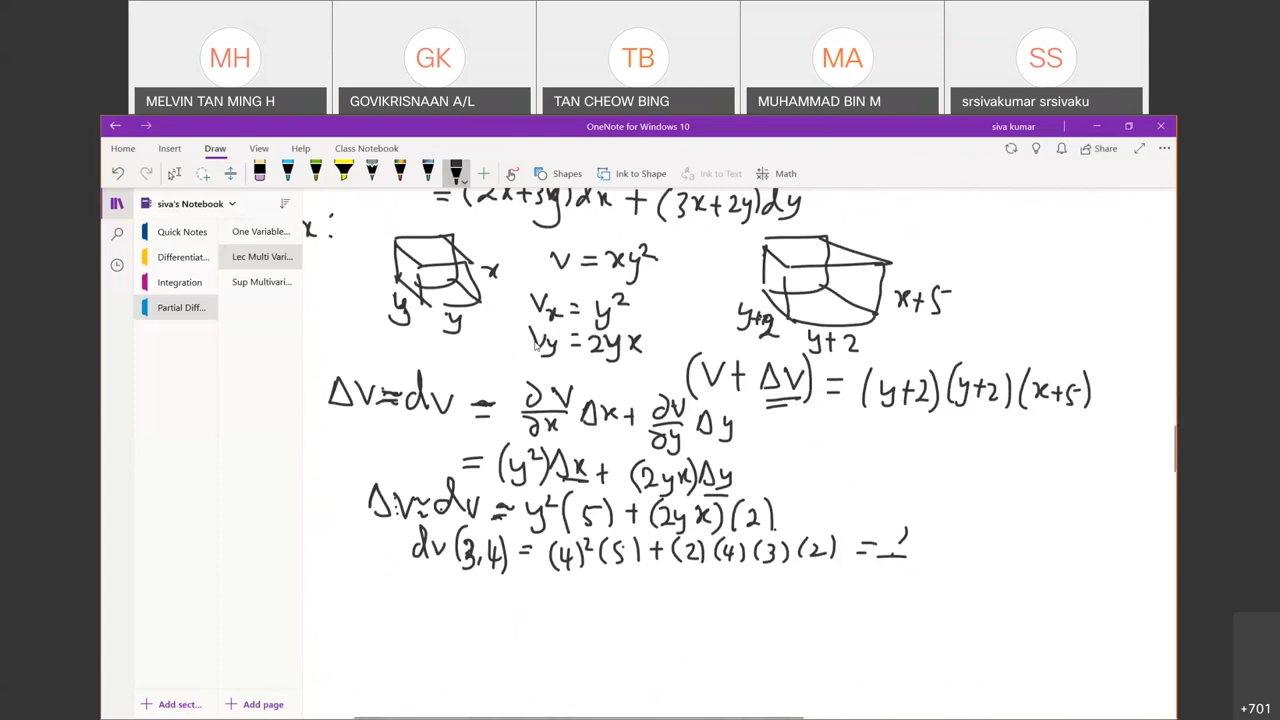 MH GK TB MA SS
MELVIN TAN MING H GOVIKRISNAAN A/L TAN CHEOW BING MUHAMMAD BIN M srsivakumar srsivaku
OneNote for Windows 10 siva kumar
Home Insert Draw View Help Class Notebook Share
Shapes Ink to Shape Ink to Text Math
siva's Notebook
Quick Notes
Differentiat...
Integration
Partial Diff...
One Variable...
Lec Multi Vari...
Sup Multivari...
= (2x+3y)dx + (3x+2y)dy
x:
x
y
y
V = xy²
Vx = y²
Vy = 2yx
x+5
y+2
y+2
(V + ΔV) = (y+2)(y+2)(x+5)
ΔV ≈ dV = ∂V/∂x Δx + ∂V/∂y Δy
= (y²)Δx + (2yx)Δy
ΔV ≈ dV ≈ y²(5) + (2yx)(2)
dV(3,4) = (4)²(5) + (2)(4)(3)(2) =
Add sect... Add page
+701